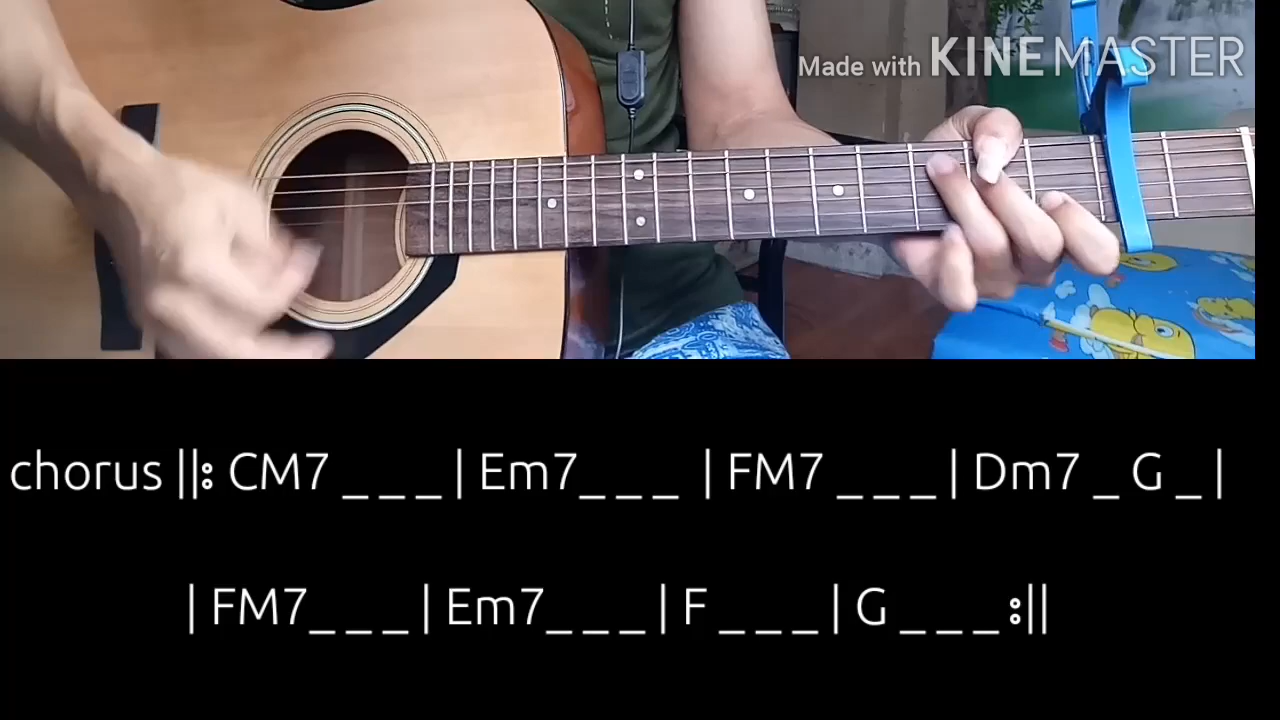 Made with KINEMASTER
chorus ||: CM7 _ _ _ | Em7_ _ _ | FM7 _ _ _ | Dm7 _ G _ |
| FM7_ _ _ | Em7_ _ _ | F _ _ _ | G _ _ _ :||